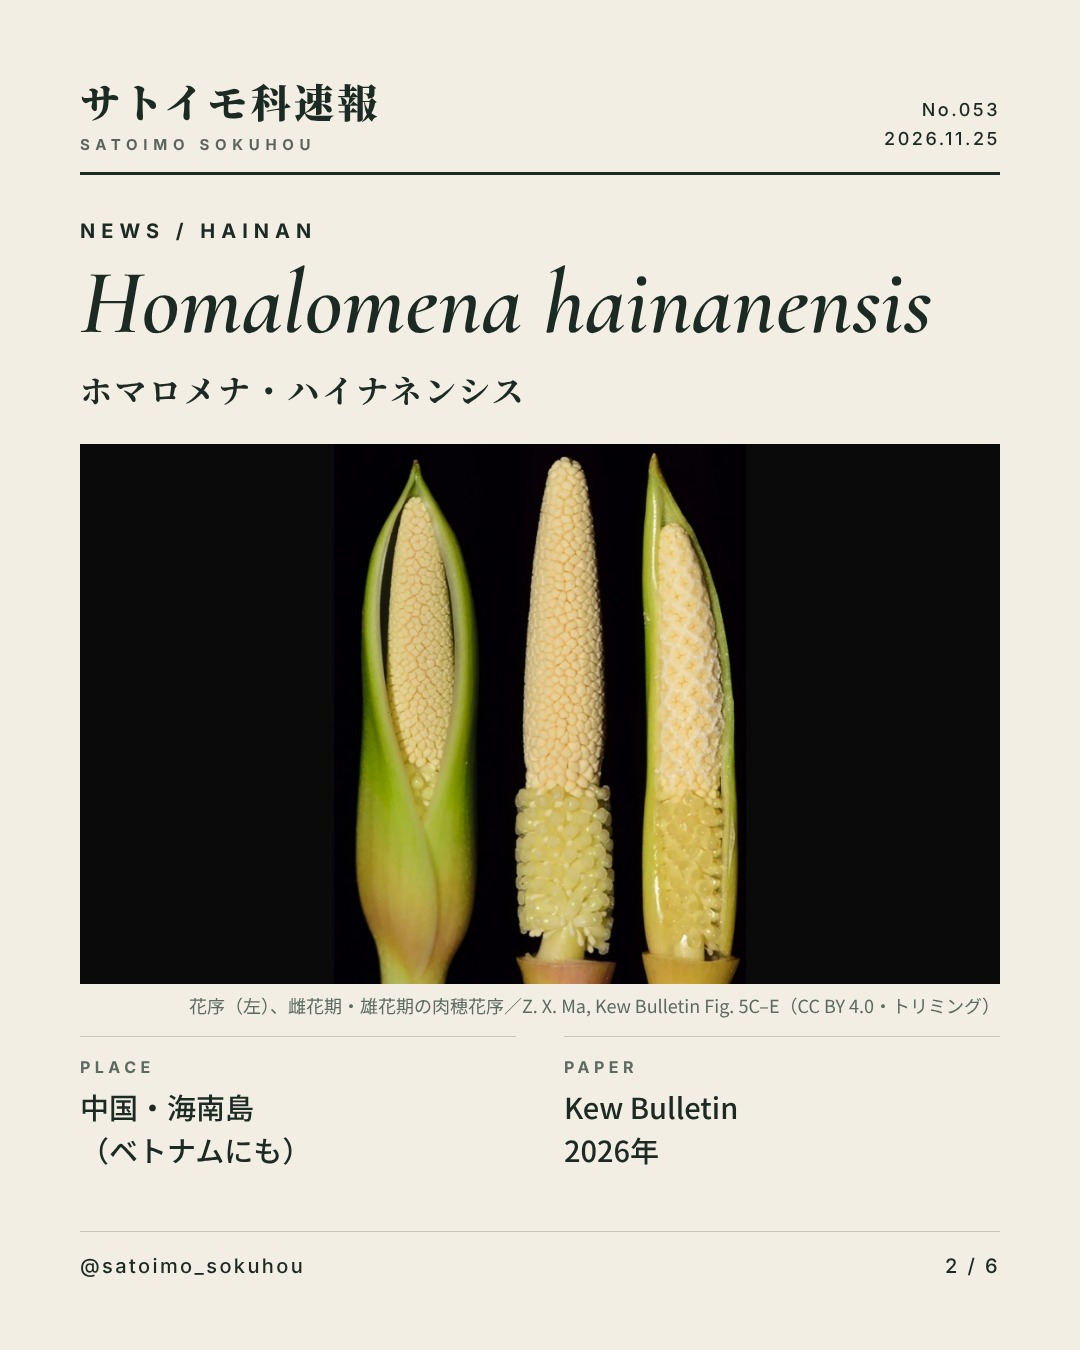 サトイモ科速報
SATOIMO SOKUHOU
No.053
2026.11.25
NEWS / HAINAN
Homalomena hainanensis
ホマロメナ・ハイナネンシス
花序（左）、雌花期・雄花期の肉穂花序／Z. X. Ma, Kew Bulletin Fig. 5C–E（CC BY 4.0・トリミング）
PLACE
中国・海南島
（ベトナムにも）
PAPER
Kew Bulletin
2026年
@satoimo_sokuhou
2 / 6